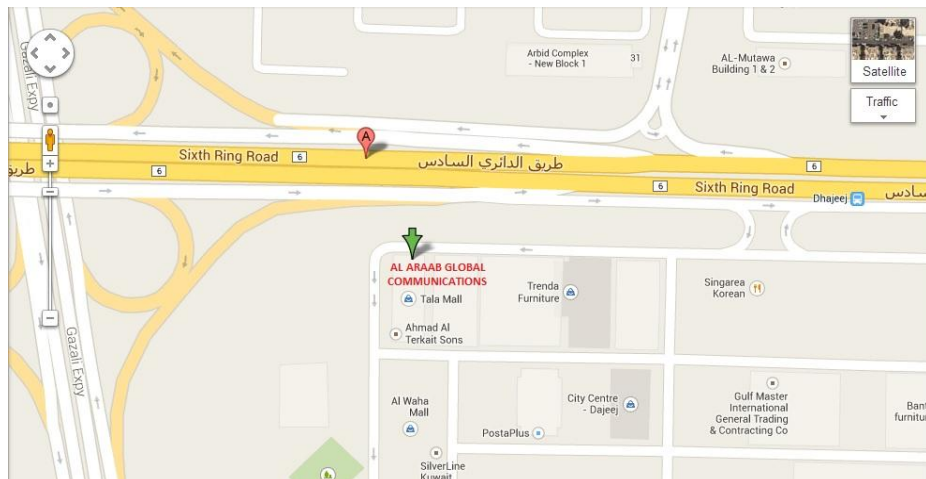 Gazali Expy
Arbid Complex
- New Block 1
31
AL-Mutawa
Building 1 & 2
Satellite
Traffic
A
Sixth Ring Road
6
طريق الدائري السادس
6
طريق
6
6
Sixth Ring Road
Dhajeej
السادس
AL ARAAB GLOBAL
COMMUNICATIONS
Tala Mall
Trenda
Furniture
Singarea
Korean
Ahmad Al
Terkait Sons
Gazali Expy
Al Waha
Mall
City Centre
- Dajeej
PostaPlus
Gulf Master
International
General Trading
& Contracting Co
SilverLine
Kuwait